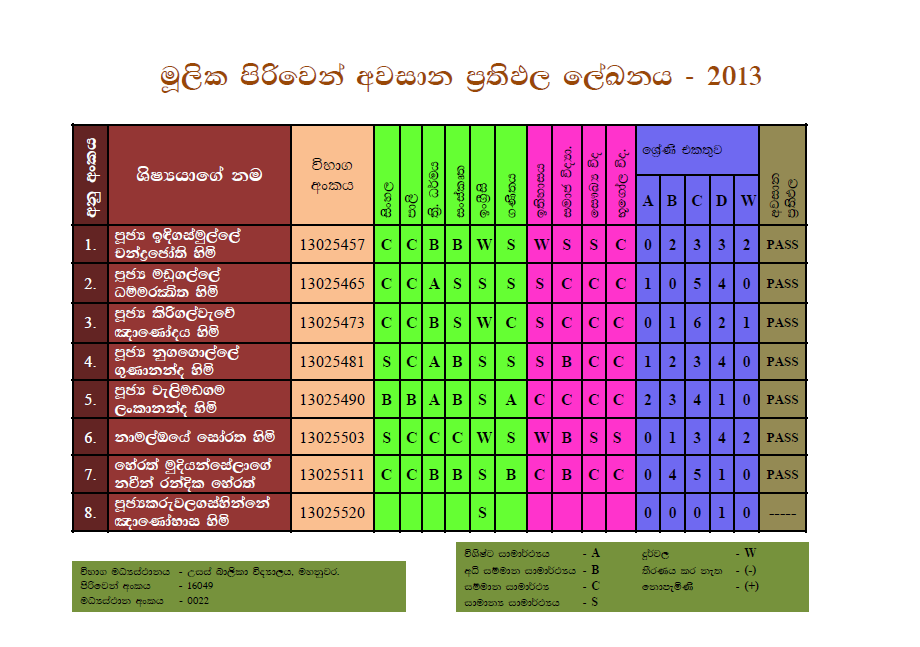 මූලික පිරිවෙන් අවසාන ප්‍රතිඵල ලේඛනය - 2013
අනු අංකය ශිෂ්‍යයාගේ නම විභාග අංකය සිංහල පාලි ත්‍රි. ධර්මය සංස්කෘත ඉංග්‍රීසි ගණිතය ඉතිහාසය සමාජ විද්‍යා. සෞඛ්‍ය විද භූගෝල විද. ශ්‍රේණි එකතුව A B C D W අවසාන ප්‍රතිඵල
1. පූජ්‍ය ඉඳිගස්මුල්ලේ චන්ද්‍රජෝති හිමි 13025457 C C B B W S W S S C 0 2 3 3 2 PASS
2. පූජ්‍ය මඩුගල්ලේ ධම්මරක්ඛිත හිමි 13025465 C C A S S S S C C C 1 0 5 4 0 PASS
3. පූජ්‍ය කිරිගල්වැවේ ඤාණෝදය හිමි 13025473 C C B S W C S C C C 0 1 6 2 1 PASS
4. පූජ්‍ය නුගගොල්ලේ ගුණානන්ද හිමි 13025481 S C A B S S S B C C 1 2 3 4 0 PASS
5. පූජ්‍ය වැලිමඩගම ලංකානන්ද හිමි 13025490 B B A B S A C C C C 2 3 4 1 0 PASS
6. නාමල්ඔයේ සෝරත හිමි 13025503 S C C C W S W B S S 0 1 3 4 2 PASS
7. හේරත් මුදියන්සේලාගේ නවීන් රන්දික හේරත් 13025511 C C B B S B C B C C 0 4 5 1 0 PASS
8. පූජ්‍යකරුවලගස්හින්නේ ඤාණෝභාස හිමි 13025520 S 0 0 0 1 0 -----
විභාග මධ්‍යස්ථානය - උසස් බාලිකා විද්‍යාලය, මහනුවර.
පිරිවෙන් අංකය - 16049
මධ්‍යස්ථාන අංකය - 0022
විශිෂ්ට සාමාර්ථ්‍යය - A දුර්වල - W
අධි සම්මාන සාමාර්ථ්‍යය - B තීරණය කර නැත - (-)
සම්මාන සාමාර්ථ්‍ය - C නොපැමිණි - (+)
සාමාන්‍ය සාමාර්ථ්‍යය - S